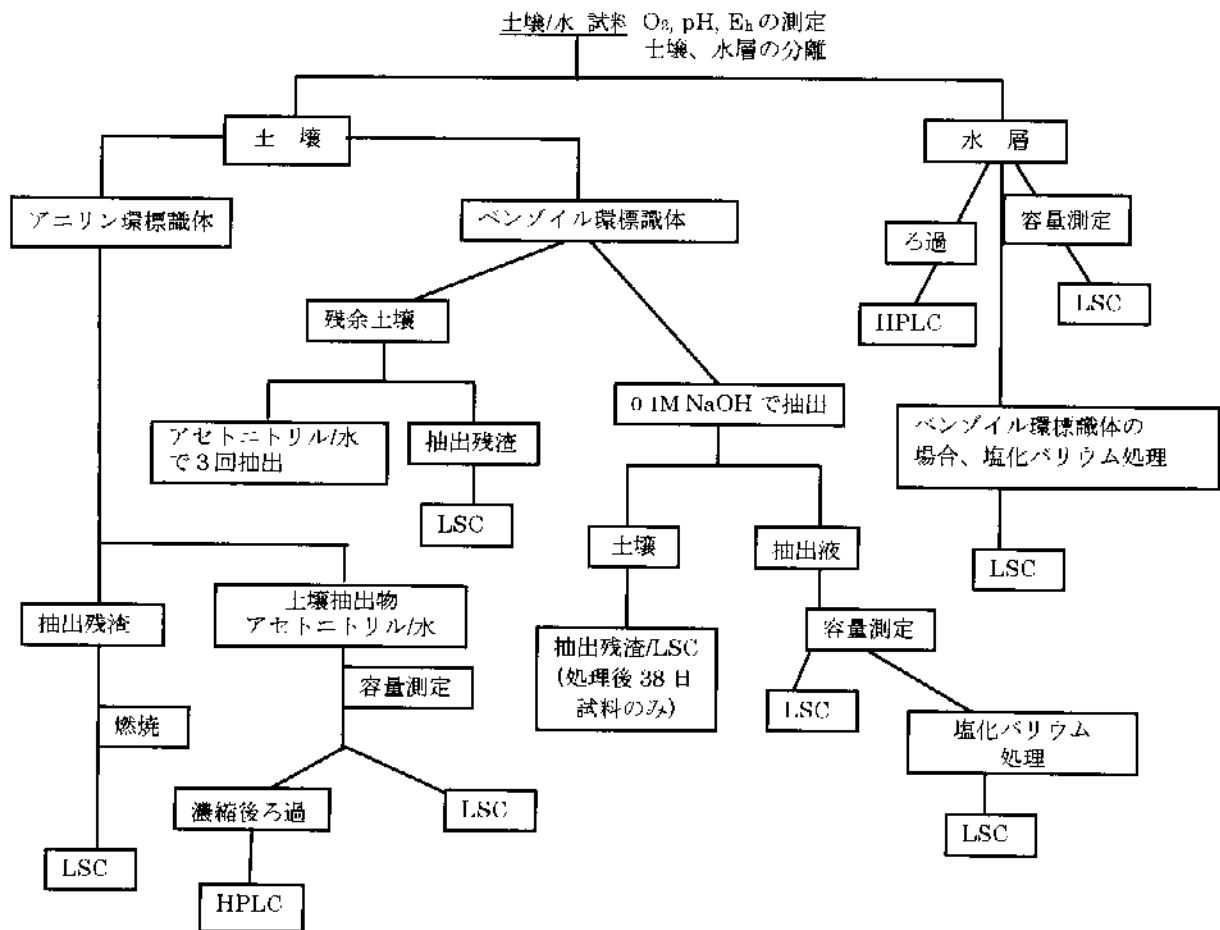 土壌/水 試料 O₂, pH, Eₕの測定
土壌、水層の分離
土 壌
水 層
アニリン環標識体
ベンゾイル環標識体
ろ過
容量測定
HPLC
LSC
残余土壌
アセトニトリル/水
で3回抽出
抽出残渣
LSC
0.1M NaOH で抽出
ベンゾイル環標識体の
場合、塩化バリウム処理
LSC
土壌
抽出液
抽出残渣
土壌抽出物
アセトニトリル/水
抽出残渣/LSC
(処理後 38 日
試料のみ)
容量測定
燃焼
容量測定
LSC
塩化バリウム
処理
濃縮後ろ過
LSC
LSC
LSC
HPLC